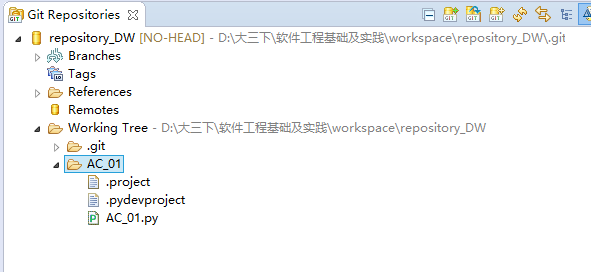 Git Repositories
repository_DW [NO-HEAD] - D:\大三下\软件工程基础及实践\workspace\repository_DW\.git
Branches
Tags
References
Remotes
Working Tree - D:\大三下\软件工程基础及实践\workspace\repository_DW
.git
AC_01
.project
.pydevproject
AC_01.py